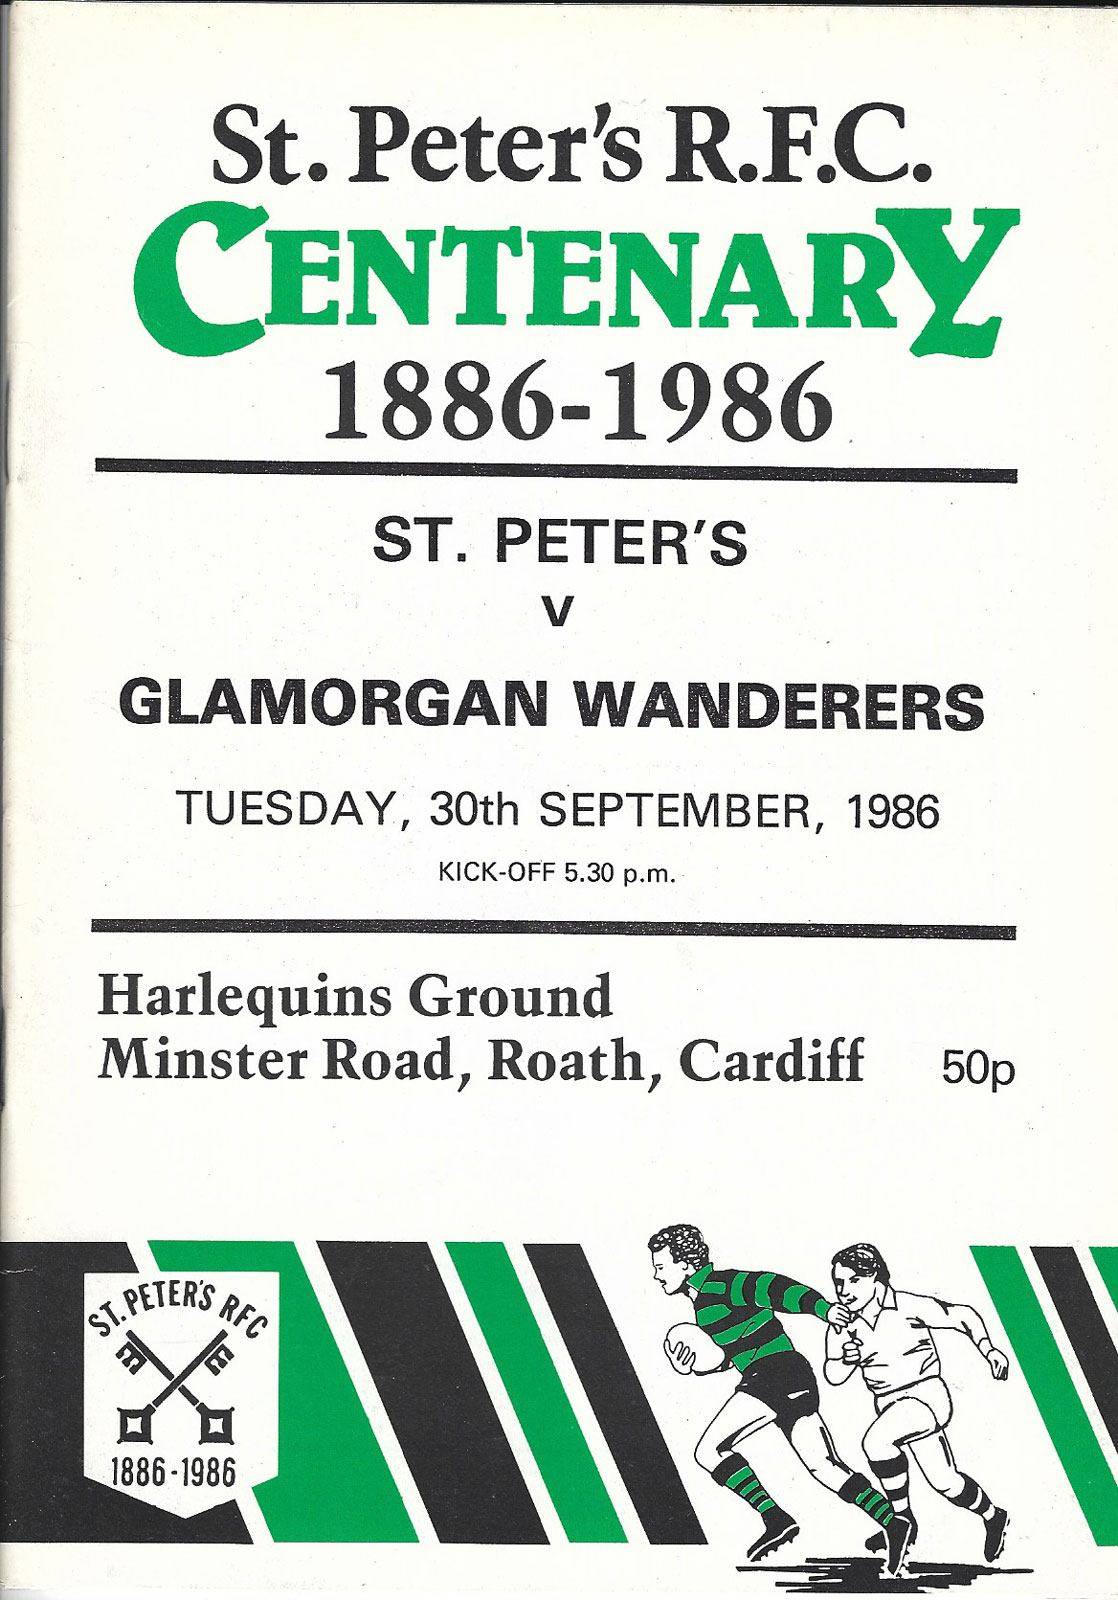 St. Peter's R.F.C.
CENTENARY
1886-1986
ST. PETER'S
v
GLAMORGAN WANDERERS
TUESDAY, 30th SEPTEMBER, 1986
KICK-OFF 5.30 p.m.
Harlequins Ground
Minster Road, Roath, Cardiff 50p
ST. PETER'S RFC
1886-1986